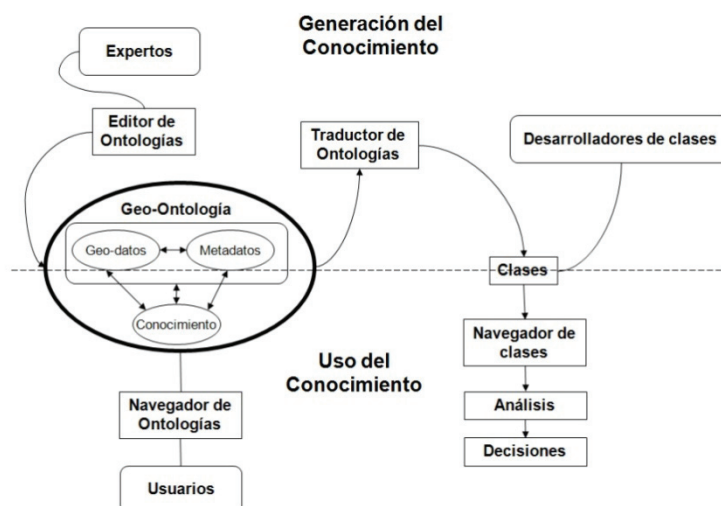 Generación del
Conocimiento
Expertos
Editor de
Ontologías
Traductor de
Ontologías
Desarrolladores de clases
Geo-Ontología
Geo-datos
Metadatos
Clases
Conocimiento
Navegador de
clases
Uso del
Conocimiento
Navegador de
Ontologías
Análisis
Decisiones
Usuarios